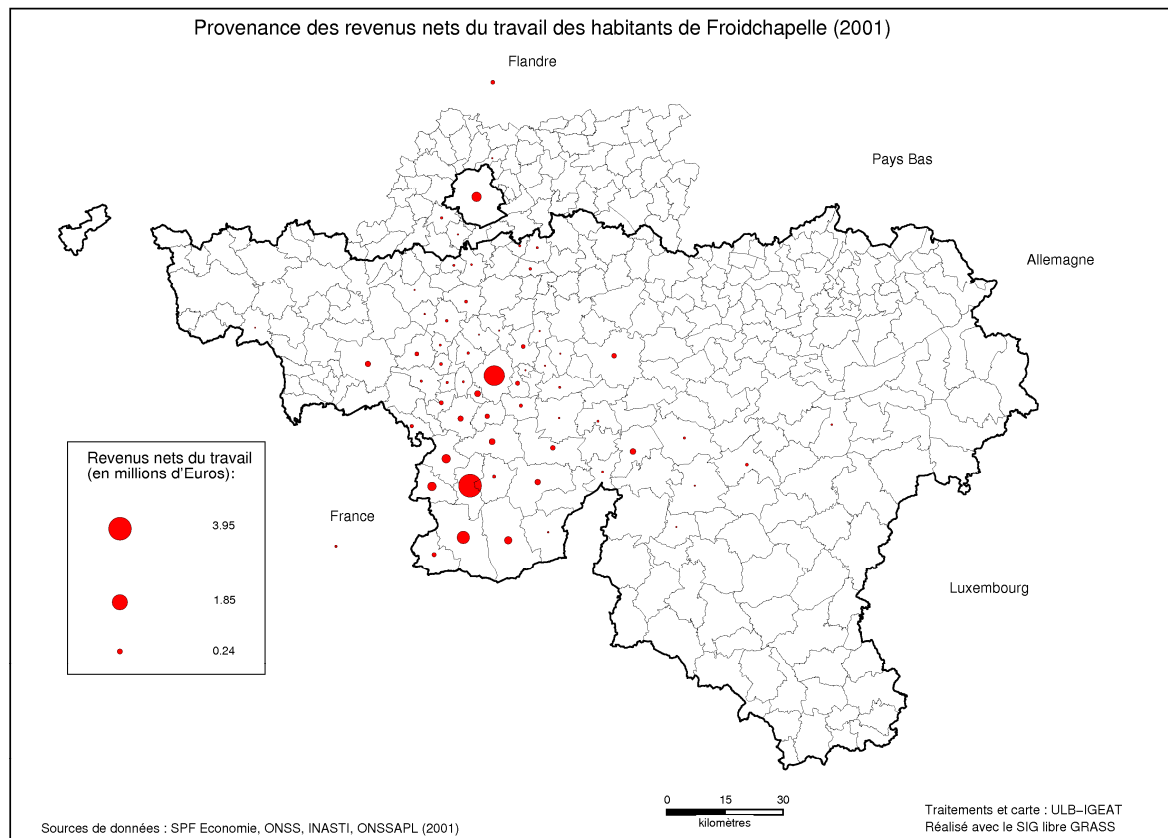 Provenance des revenus nets du travail des habitants de Froidchapelle (2001)
Flandre
Pays Bas
Allemagne
Revenus nets du travail
(en millions d'Euros):
3.95
1.85
0.24
France
Luxembourg
0 15 30
kilomètres
Sources de données : SPF Economie, ONSS, INASTI, ONSSAPL (2001)
Traitements et carte : ULB–IGEAT
Réalisé avec le SIG libre GRASS